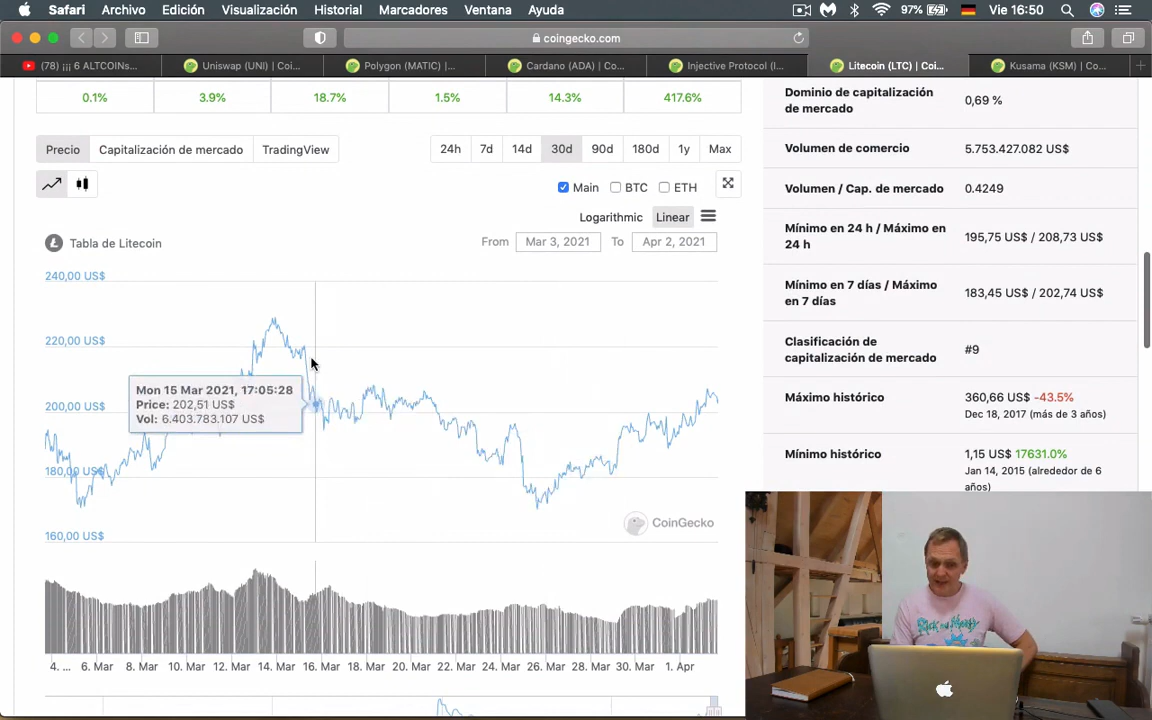 Safari Archivo Edición Visualización Historial Marcadores Ventana Ayuda 97% Vie 16:50
coingecko.com
(78) ¡¡¡ 6 ALTCOINs... Uniswap (UNI) | Coi... Polygon (MATIC) |... Cardano (ADA) | Co... Injective Protocol (I... Litecoin (LTC) | Coi... Kusama (KSM) | Co...
0.1% 3.9% 18.7% 1.5% 14.3% 417.6%
Precio Capitalización de mercado TradingView 24h 7d 14d 30d 90d 180d 1y Max
Main BTC ETH
Logarithmic Linear
Tabla de Litecoin From Mar 3, 2021 To Apr 2, 2021
240,00 US$
220,00 US$
200,00 US$
180,00 US$
160,00 US$
Mon 15 Mar 2021, 17:05:28
Price: 202,51 US$
Vol: 6.403.783.107 US$
CoinGecko
4. ... 6. Mar 8. Mar 10. Mar 12. Mar 14. Mar 16. Mar 18. Mar 20. Mar 22. Mar 24. Mar 26. Mar 28. Mar 30. Mar 1. Apr
Dominio de capitalización
de mercado
0,69 %
Volumen de comercio 5.753.427.082 US$
Volumen / Cap. de mercado 0.4249
Mínimo en 24 h / Máximo en
24 h
195,75 US$ / 208,73 US$
Mínimo en 7 días / Máximo
en 7 días
183,45 US$ / 202,74 US$
Clasificación de
capitalización de mercado
#9
Máximo histórico 360,66 US$ -43.5%
Dec 18, 2017 (más de 3 años)
Mínimo histórico 1,15 US$ 17631.0%
Jan 14, 2015 (alrededor de 6
años)
Rick and Morty